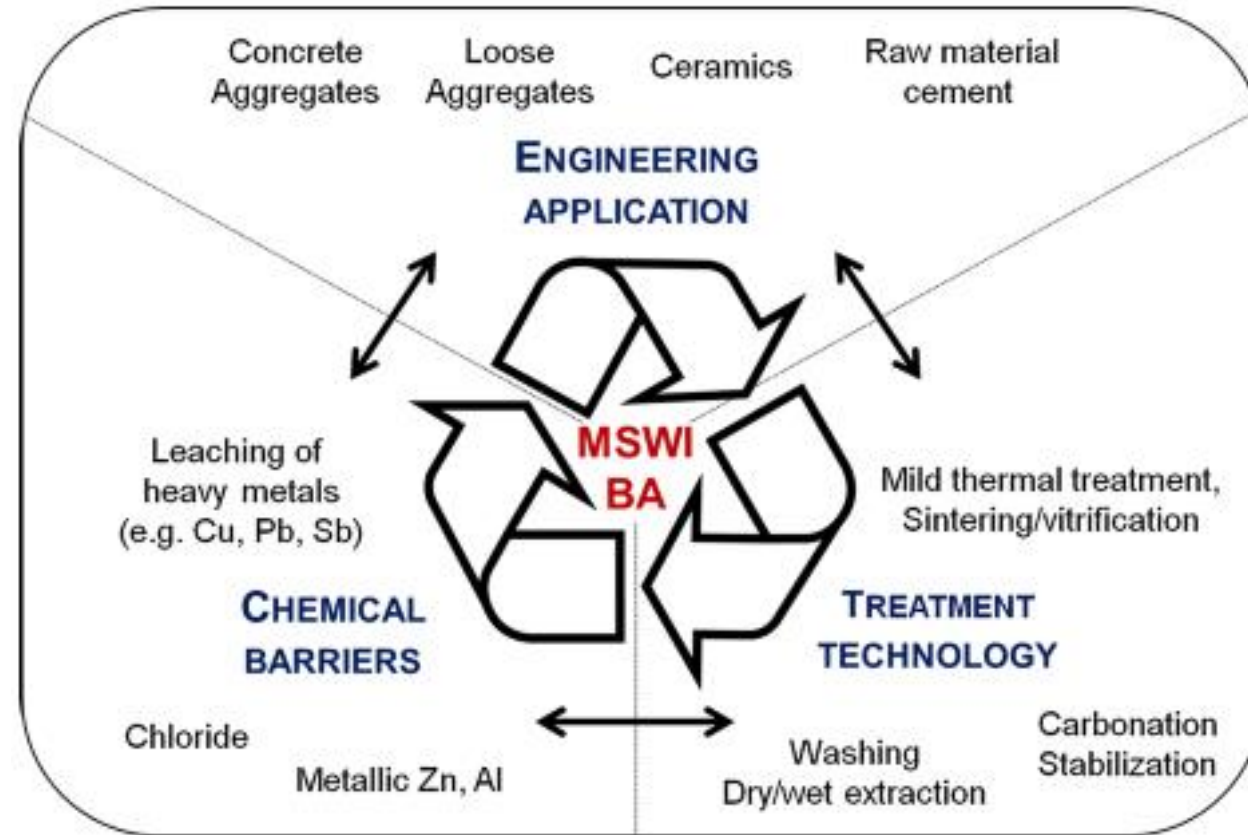 Concrete
Aggregates
Loose
Aggregates
Ceramics
Raw material
cement
ENGINEERING
APPLICATION
MSWI
BA
Leaching of
heavy metals
(e.g. Cu, Pb, Sb)
CHEMICAL
BARRIERS
Chloride
Metallic Zn, Al
Mild thermal treatment,
Sintering/vitrification
TREATMENT
TECHNOLOGY
Washing
Dry/wet extraction
Carbonation
Stabilization